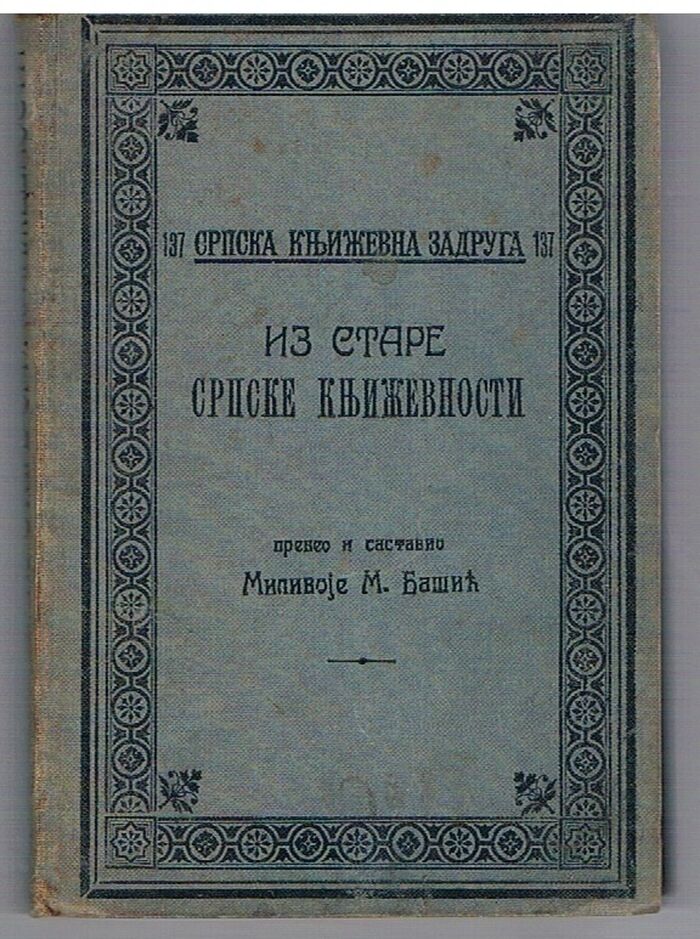 137 СРПСКА КЊИЖЕВНА ЗАДРУГА 137
ИЗ СТАРЕ
СРПСКЕ КЊИЖЕВНОСТИ
превео и саставио
Миливоје М. Башић